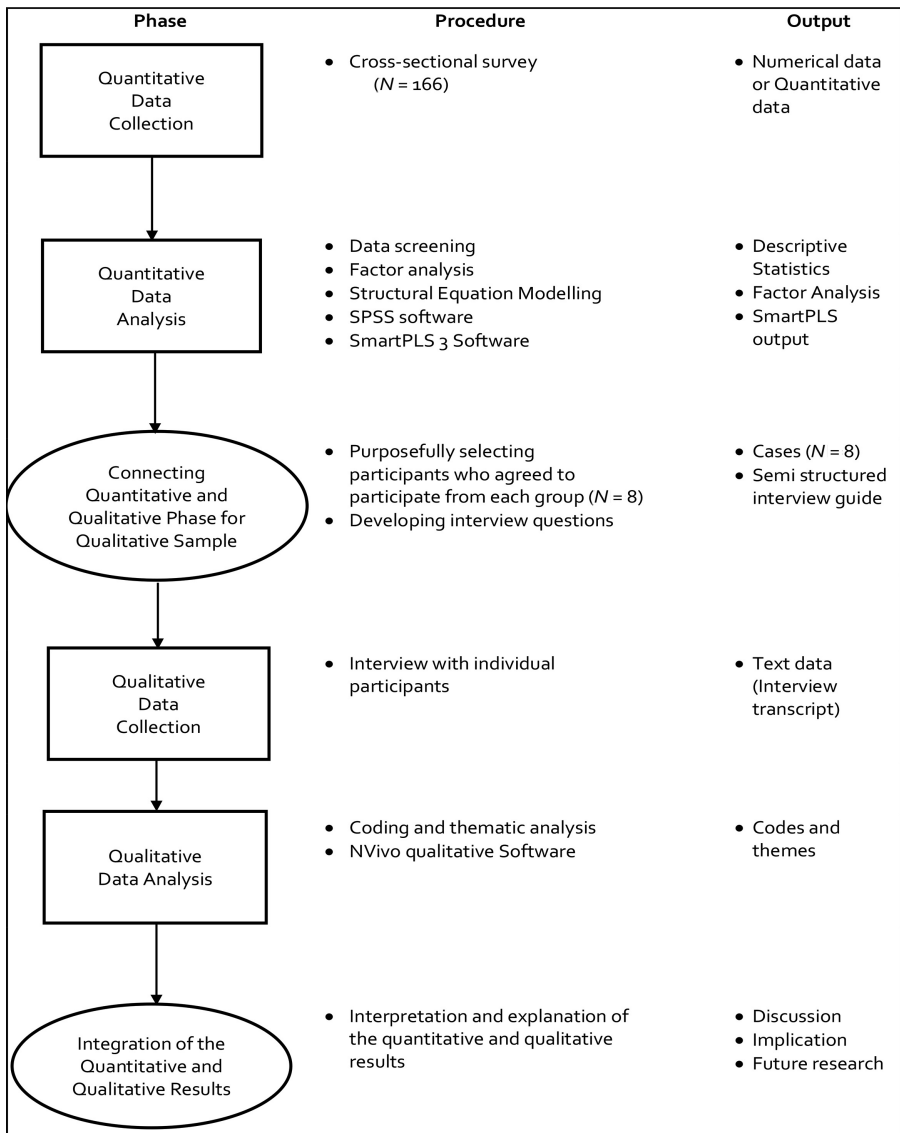 Phase Procedure Output
Quantitative
Data
Collection
• Cross-sectional survey
(N = 166)
• Numerical data
or Quantitative
data
Quantitative
Data
Analysis
• Data screening
• Factor analysis
• Structural Equation Modelling
• SPSS software
• SmartPLS 3 Software
• Descriptive
Statistics
• Factor Analysis
• SmartPLS
output
Connecting
Quantitative and
Qualitative Phase for
Qualitative Sample
• Purposefully selecting
participants who agreed to
participate from each group (N = 8)
• Developing interview questions
• Cases (N = 8)
• Semi structured
interview guide
Qualitative
Data
Collection
• Interview with individual
participants
• Text data
(Interview
transcript)
Qualitative
Data Analysis
• Coding and thematic analysis
• NVivo qualitative Software
• Codes and
themes
Integration of the
Quantitative and
Qualitative Results
• Interpretation and explanation of
the quantitative and qualitative
results
• Discussion
• Implication
• Future research